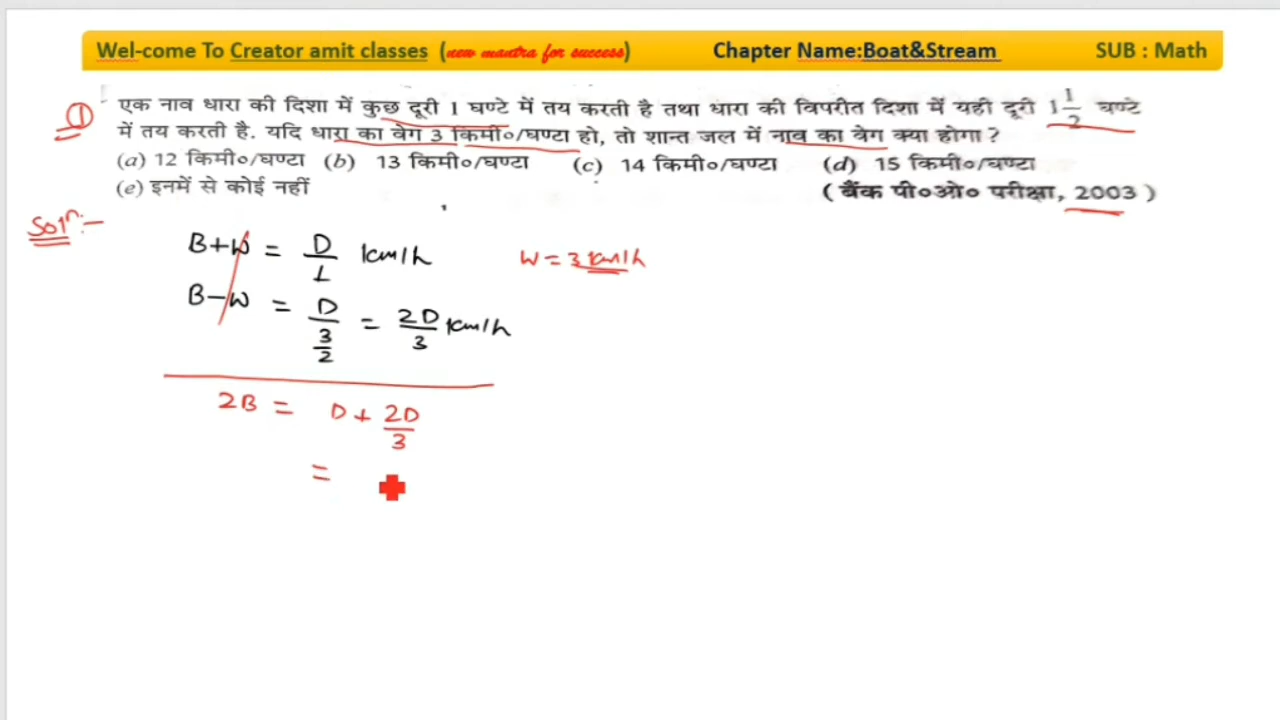 Wel-come To Creator amit classes (new mantra for success) Chapter Name:Boat&Stream SUB : Math
① एक नाव धारा की दिशा में कुछ दूरी 1 घण्टे में तय करती है तथा धारा की विपरीत दिशा में यही दूरी 1 1/2 घण्टे
में तय करती है. यदि धारा का वेग 3 किमी०/घण्टा हो, तो शान्त जल में नाव का वेग क्या होगा ?
(a) 12 किमी०/घण्टा (b) 13 किमी०/घण्टा (c) 14 किमी०/घण्टा (d) 15 किमी०/घण्टा
(e) इनमें से कोई नहीं (बैंक पी०ओ० परीक्षा, 2003)
Soln:-
B+W = D/1 km/h W = 3 km/h
B-W = D/(3/2) = 2D/3 km/h
2B = D + 2D/3
=